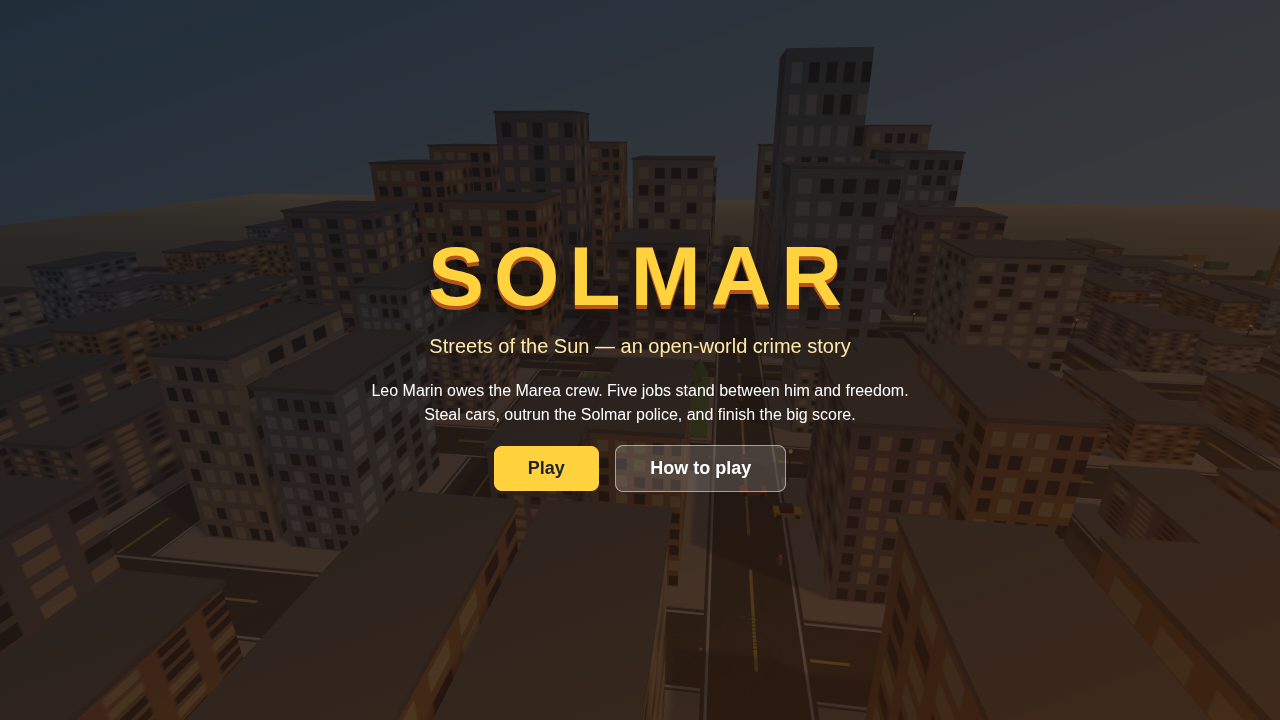 SOLMAR
Streets of the Sun — an open-world crime story
Leo Marin owes the Marea crew. Five jobs stand between him and freedom.
Steal cars, outrun the Solmar police, and finish the big score.
Play
How to play